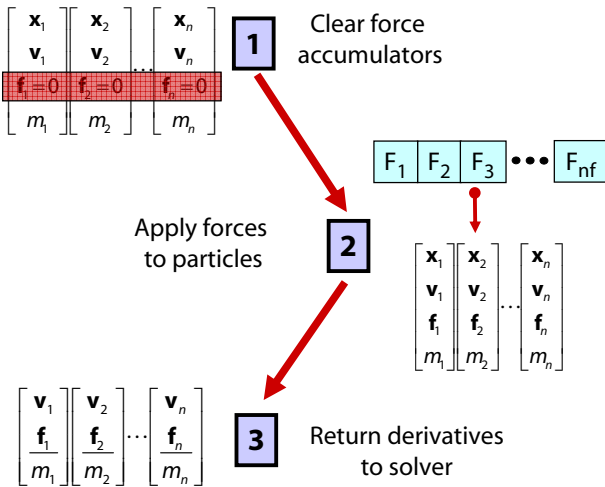 x₁ x₂ xₙ
v₁ v₂ ... vₙ
f₁=0 f₂=0 fₙ=0
m₁ m₂ mₙ
1
Clear force
accumulators
F₁ F₂ F₃ ••• F_nf
Apply forces
to particles
2
x₁ x₂ xₙ
v₁ v₂ vₙ
f₁ f₂ ... fₙ
m₁ m₂ mₙ
v₁ v₂ vₙ
f₁/m₁ f₂/m₂ ... fₙ/mₙ
3
Return derivatives
to solver